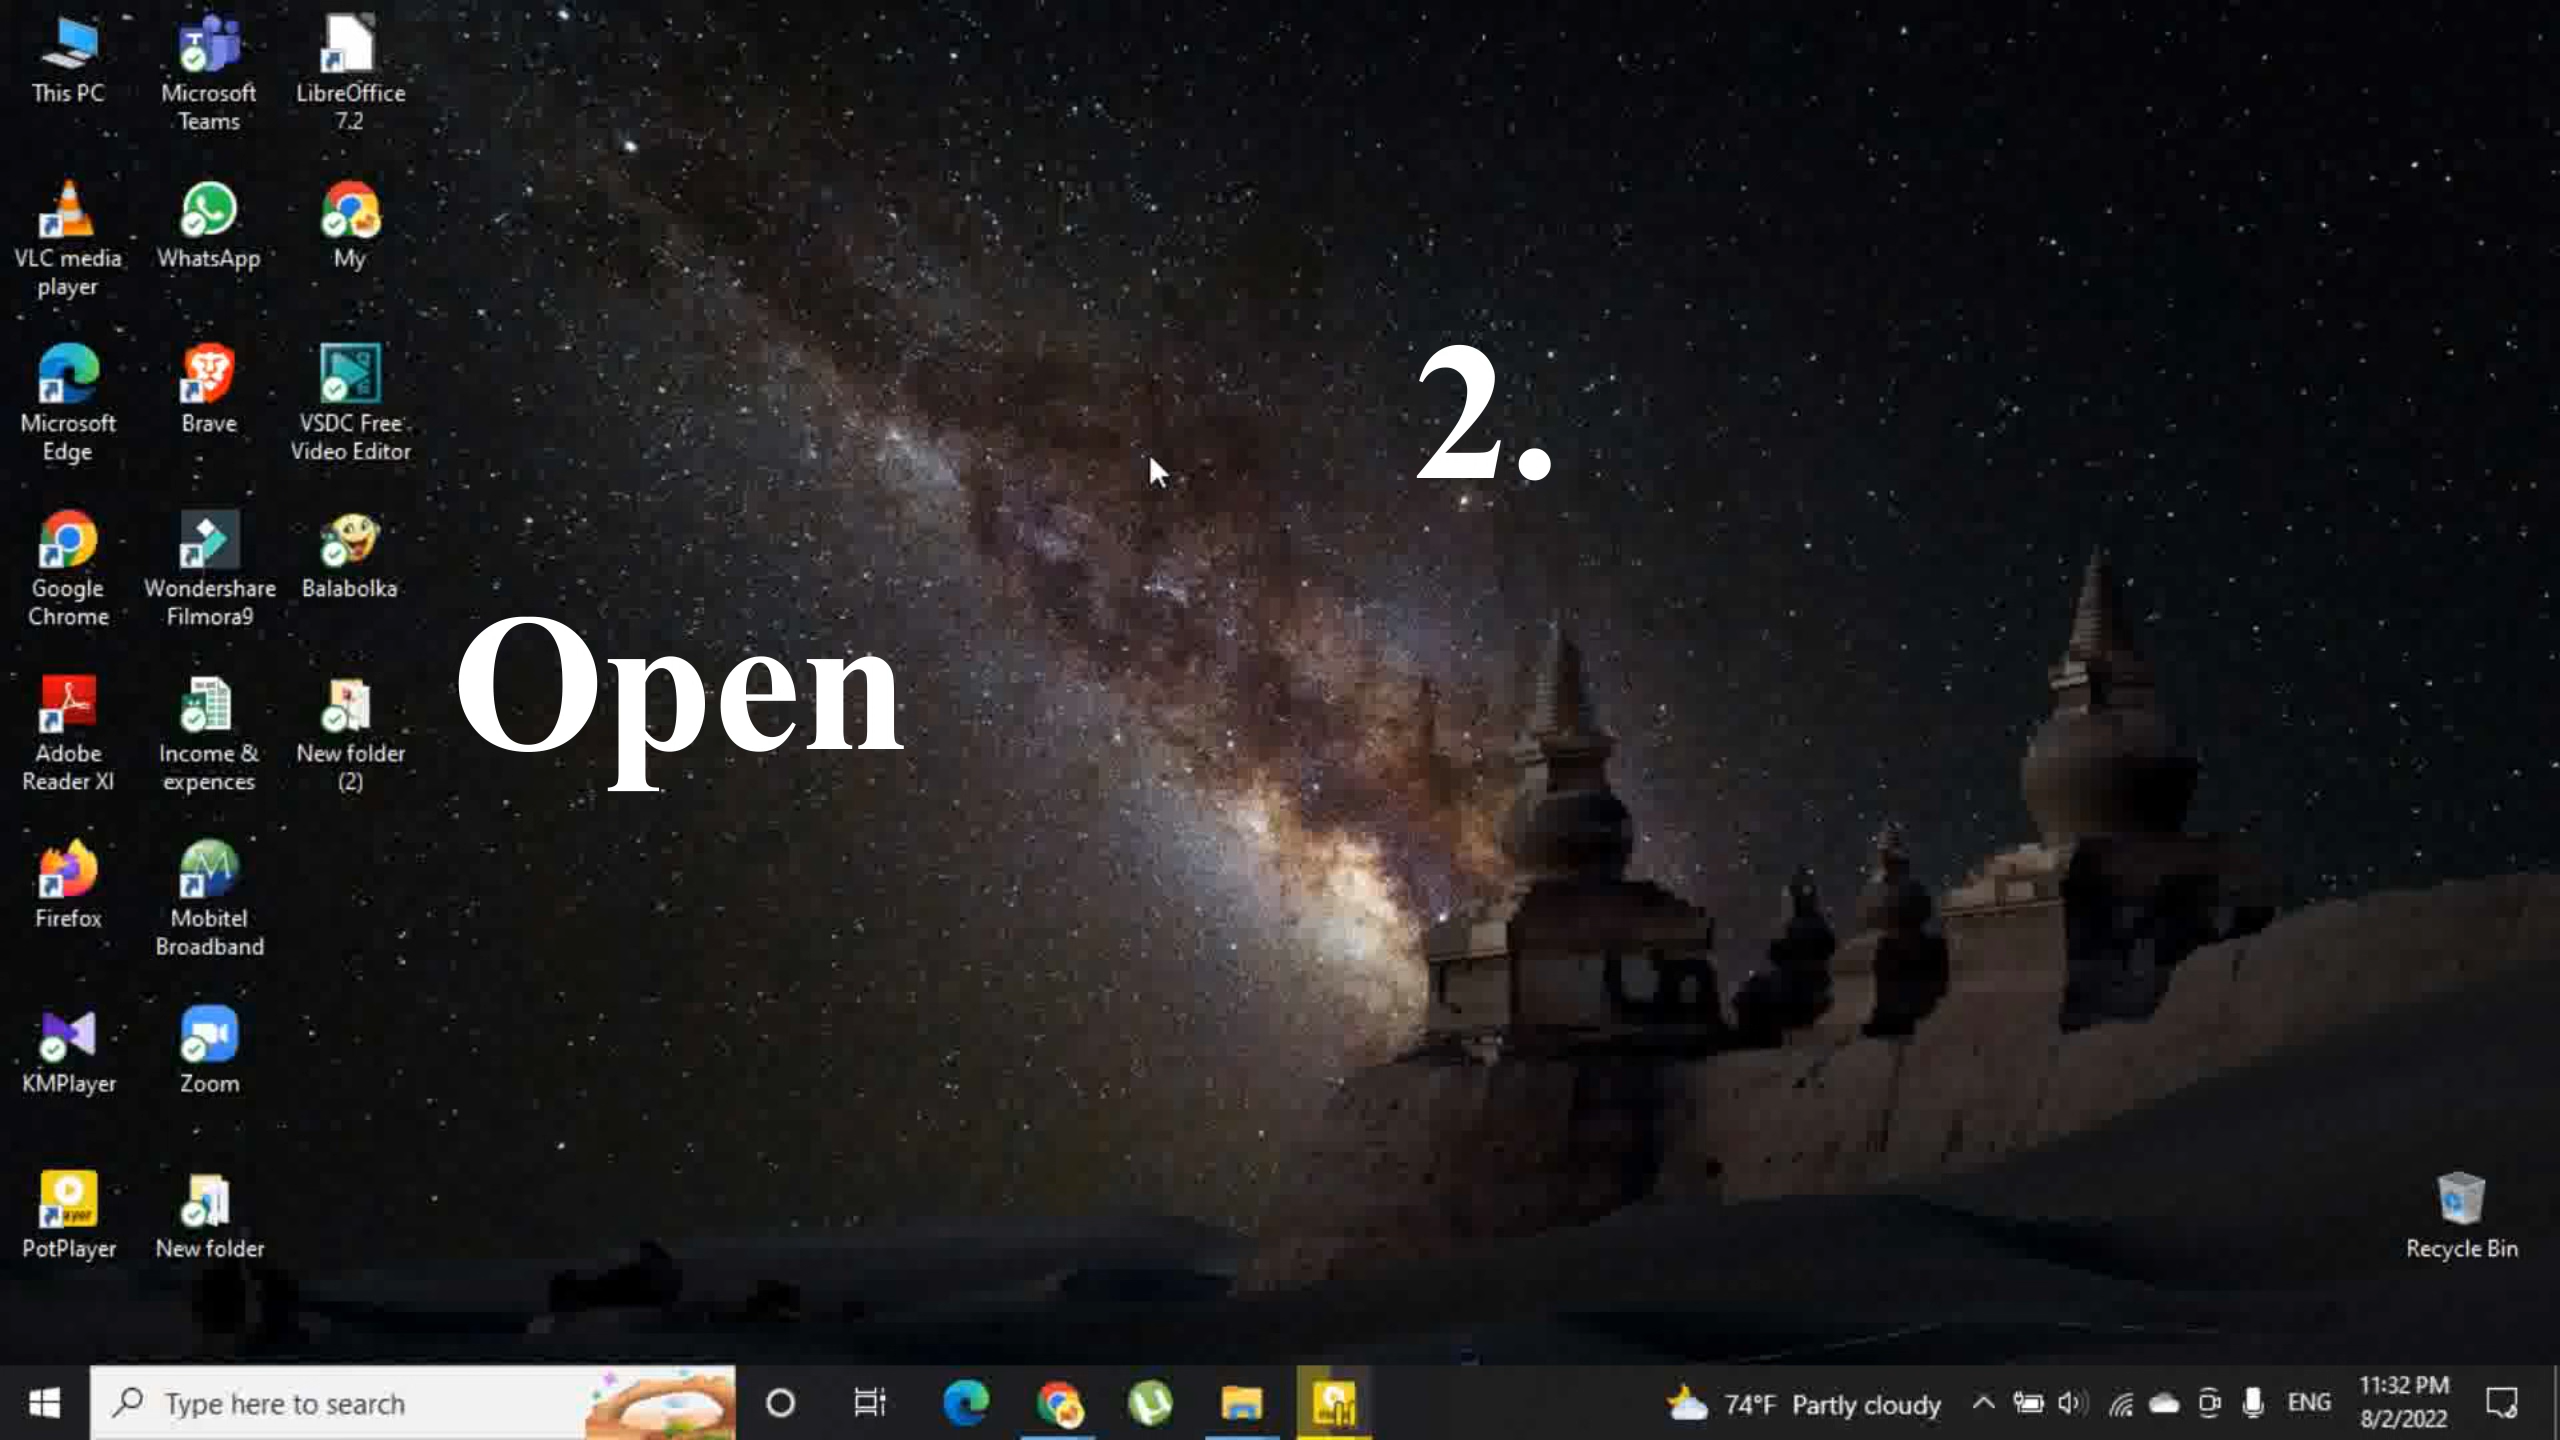 This PC
Microsoft
Teams
LibreOffice
7.2
VLC media
player
WhatsApp
My
Microsoft
Edge
Brave
VSDC Free
Video Editor
Google
Chrome
Wondershare
Filmora9
Balabolka
Adobe
Reader XI
Income &
expences
New folder
(2)
Firefox
Mobitel
Broadband
KMPlayer
Zoom
PotPlayer
New folder
2.
Open
Recycle Bin
Type here to search
74°F Partly cloudy
ENG
11:32 PM
8/2/2022